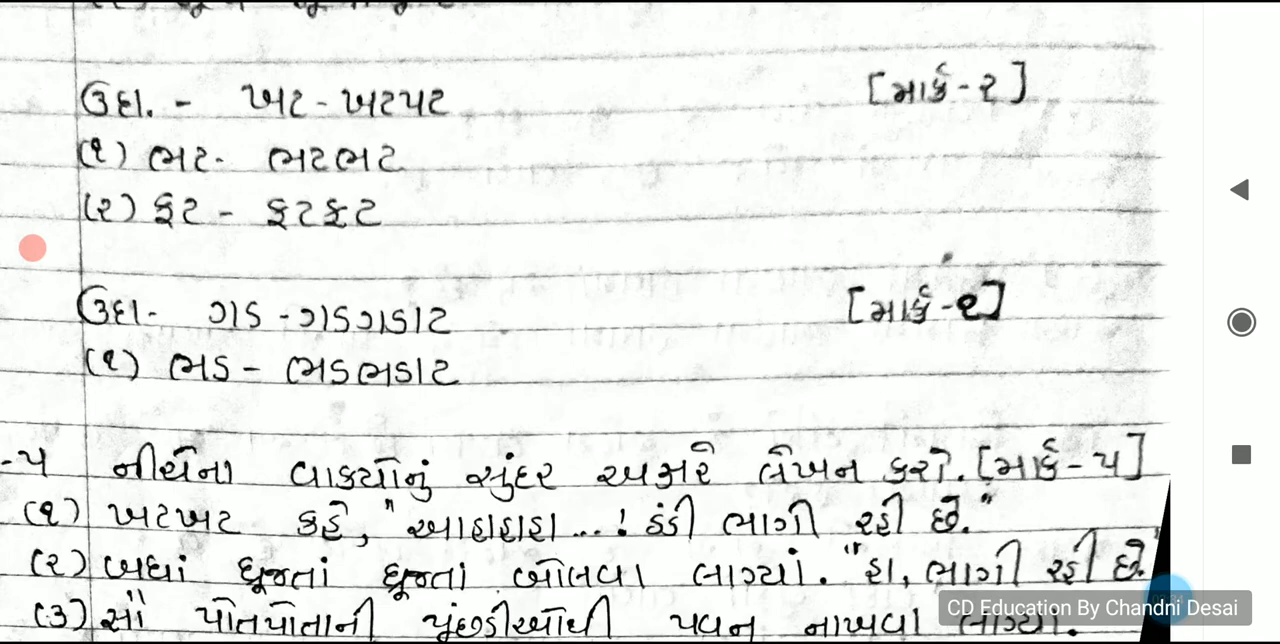 ઉદા. - ખટ - ખટપટ [માર્ક - ૨]
(૧) ભટ - ભટભટ
(૨) ફટ - ફટફટ
ઉદા - ગડ - ગડગડાટ [માર્ક - ૧]
(૧) ભડ - ભડભડાટ
-૫ નીચેના વાક્યોનું સુંદર અક્ષરે લેખન કરો. [માર્ક - ૫]
(૧) ખટખટ કહે, "આહાહાહા...! ઠંડી ભાગી રહી છે."
(૨) બધાં ધ્રૂજતાં ધ્રૂજતાં બોલવા લાગ્યાં. "હા, ભાગી રહી છે.
(૩) સૌ પોતપોતાની પૂંછડીઓથી પવન નાખવા લાગ્યા.
CD Education By Chandni Desai